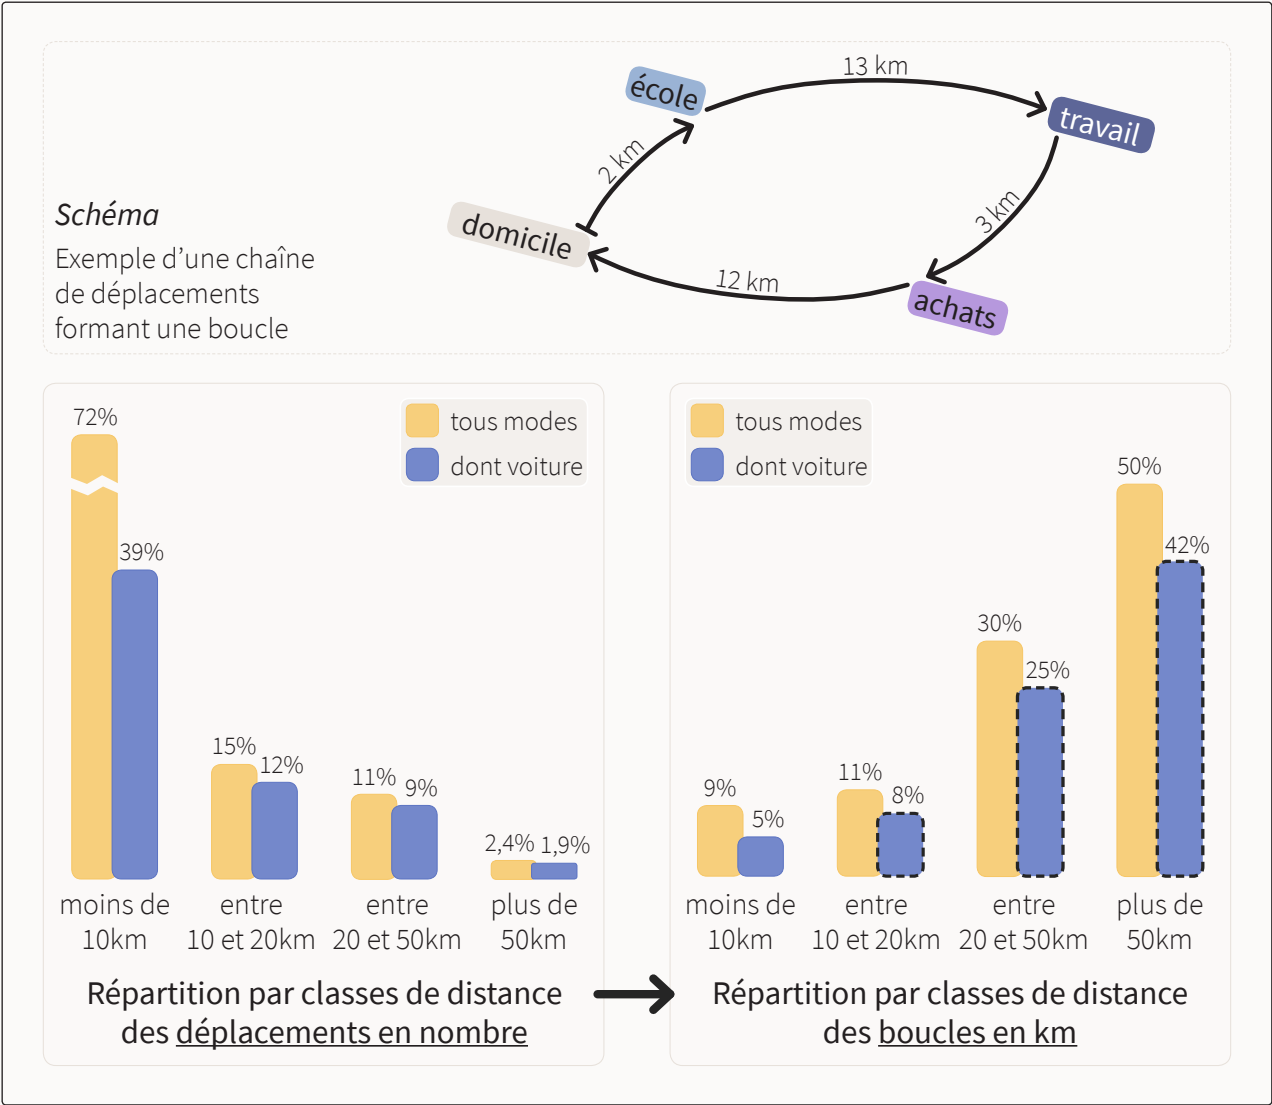 école
13 km
travail
2 km
3 km
domicile
12 km
achats
Schéma
Exemple d’une chaîne
de déplacements
formant une boucle
tous modes
dont voiture
72%
39%
15%
12%
11%
9%
2,4%
1,9%
moins de
10km
entre
10 et 20km
entre
20 et 50km
plus de
50km
Répartition par classes de distance
des déplacements en nombre
tous modes
dont voiture
9%
5%
11%
8%
30%
25%
50%
42%
moins de
10km
entre
10 et 20km
entre
20 et 50km
plus de
50km
Répartition par classes de distance
des boucles en km